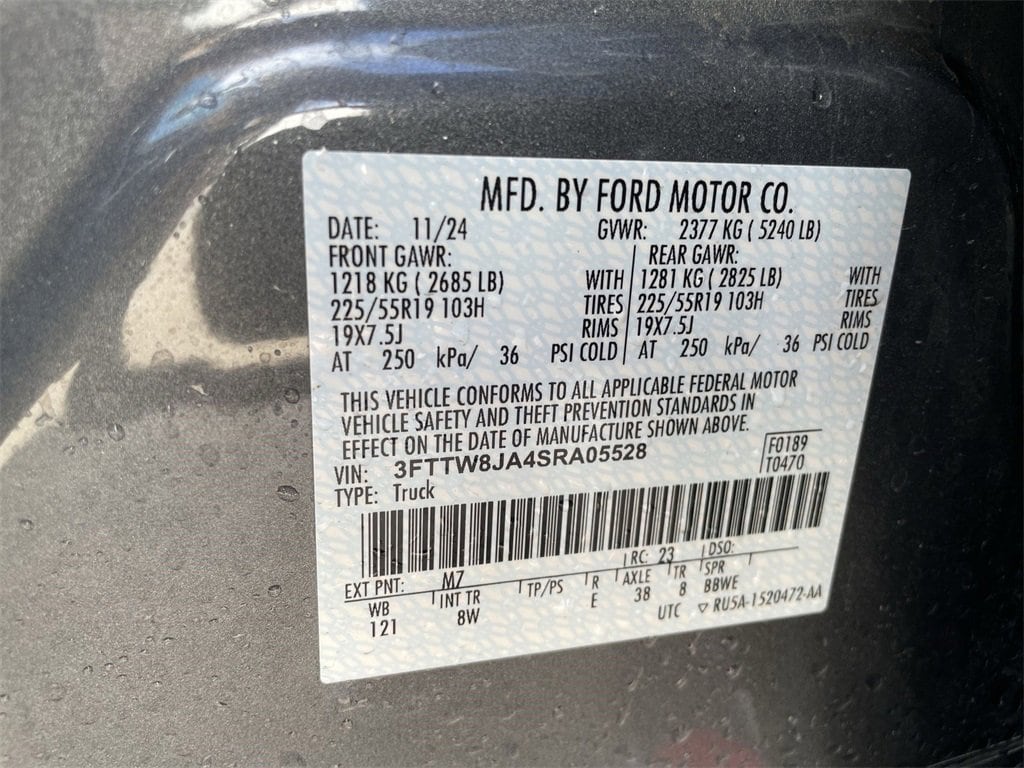 MFD. BY FORD MOTOR CO.
DATE: 11/24 GVWR: 2377 KG ( 5240 LB)
FRONT GAWR: REAR GAWR:
1218 KG ( 2685 LB) WITH 1281 KG ( 2825 LB) WITH
225/55R19 103H TIRES 225/55R19 103H TIRES
19X7.5J RIMS 19X7.5J RIMS
AT 250 kPa/ 36 PSI COLD AT 250 kPa/ 36 PSI COLD
THIS VEHICLE CONFORMS TO ALL APPLICABLE FEDERAL MOTOR
VEHICLE SAFETY AND THEFT PREVENTION STANDARDS IN
EFFECT ON THE DATE OF MANUFACTURE SHOWN ABOVE.
VIN: 3FTTW8JA4SRA05528 F0189
TYPE: Truck T0470
EXT PNT: M7 RC: 23 DSO:
WB INT TR TP/PS R AXLE TR SPR
121 8W E 38 8 BBWE
UTC ▽ RU5A-1520472-AA